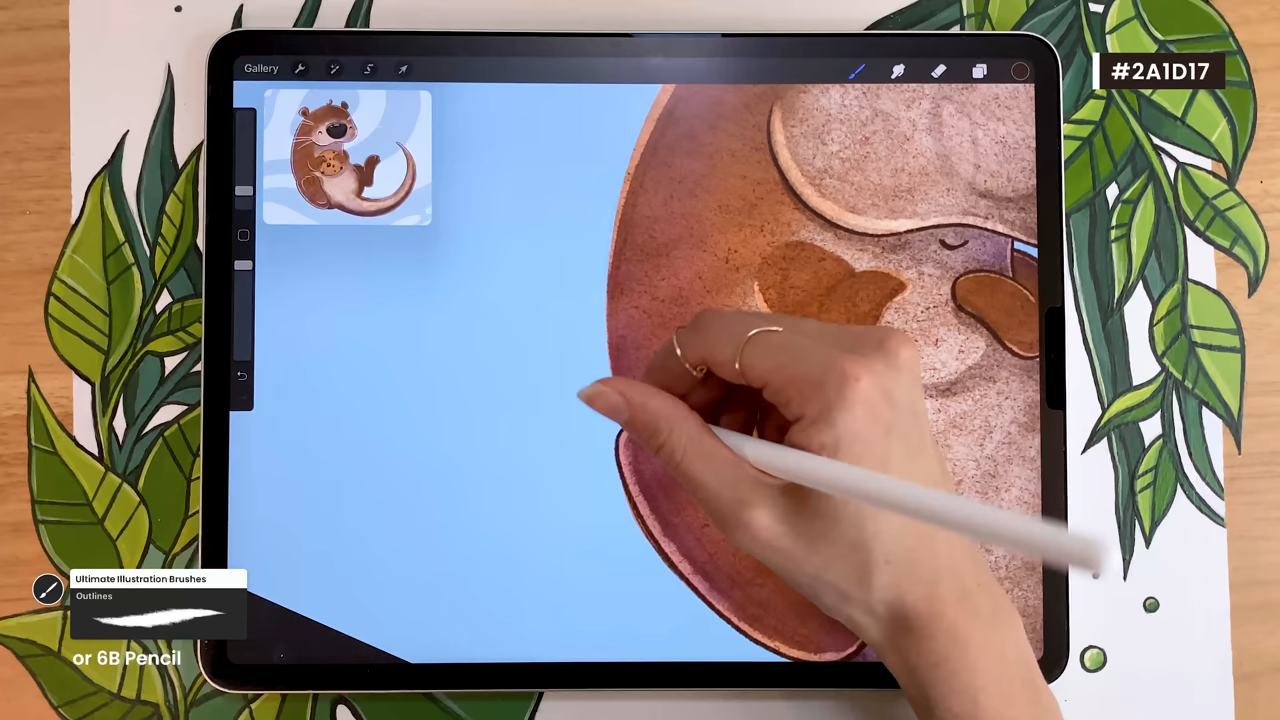 Gallery
#2A1D17
Ultimate Illustration Brushes
Outlines
or 6B Pencil